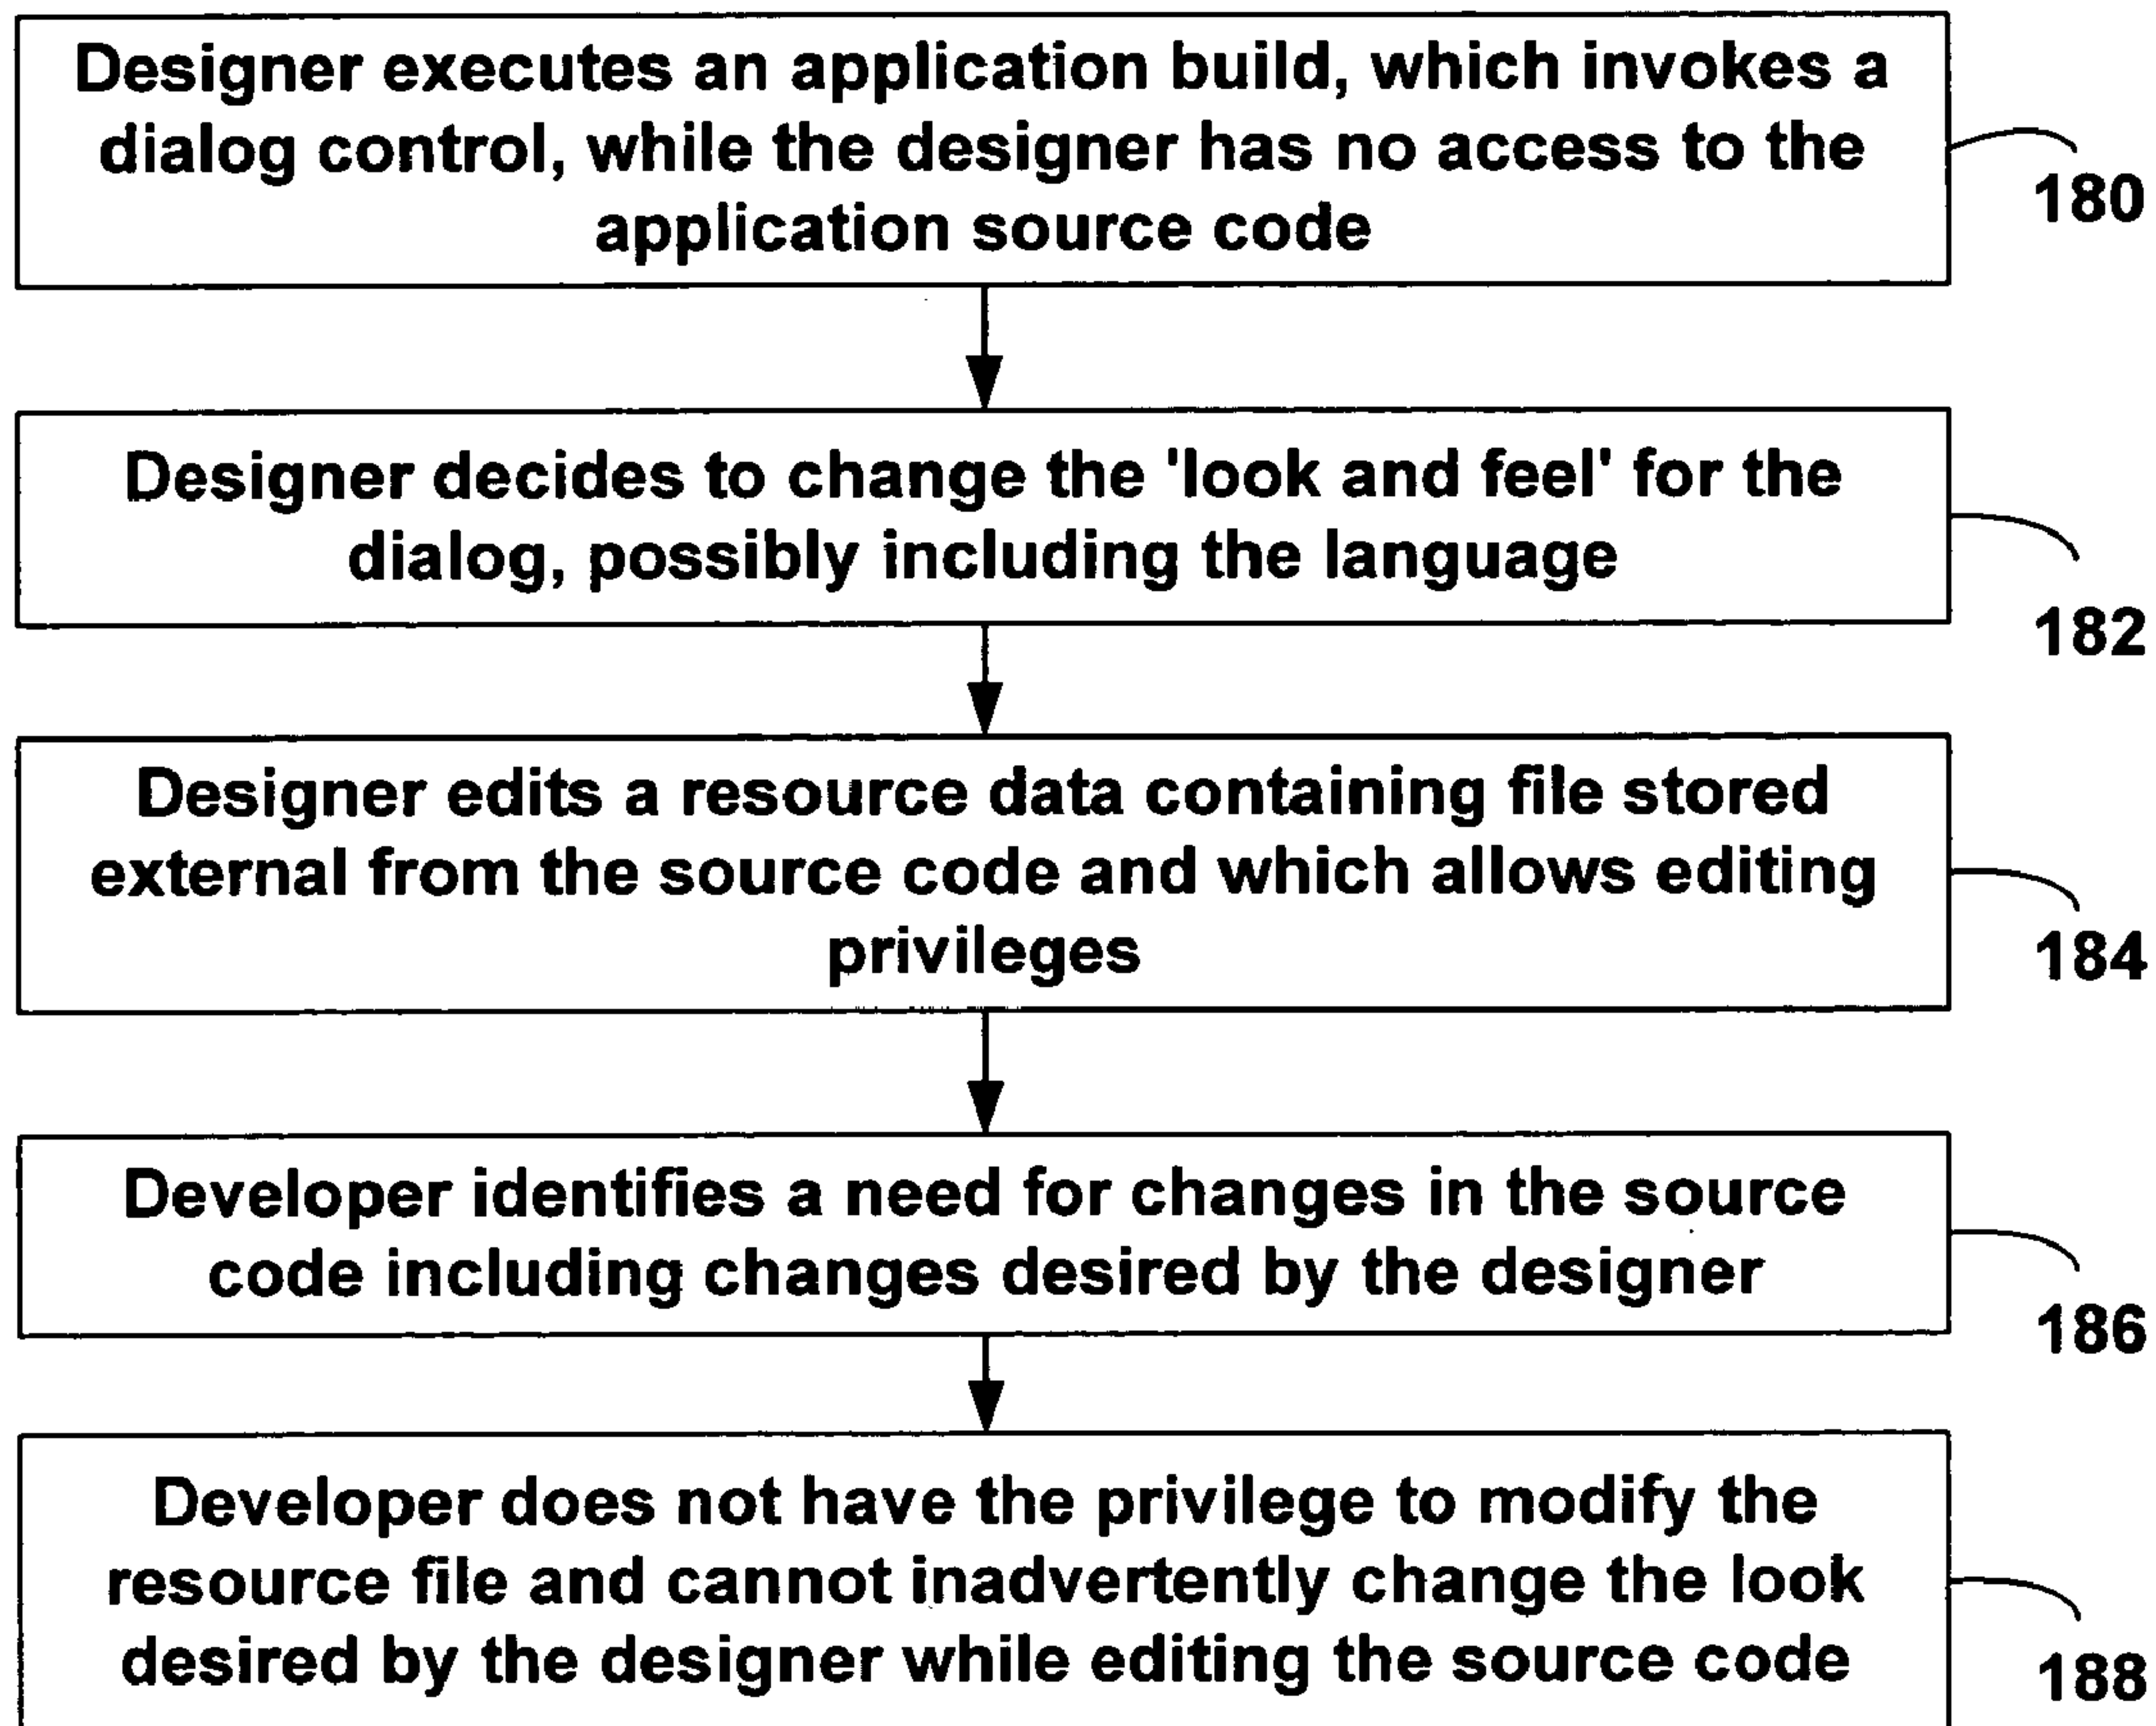 Designer executes an application build, which invokes a
dialog control, while the designer has no access to the
application source code
180
Designer decides to change the 'look and feel' for the
dialog, possibly including the language
182
Designer edits a resource data containing file stored
external from the source code and which allows editing
privileges
184
Developer identifies a need for changes in the source
code including changes desired by the designer
186
Developer does not have the privilege to modify the
resource file and cannot inadvertently change the look
desired by the designer while editing the source code
188